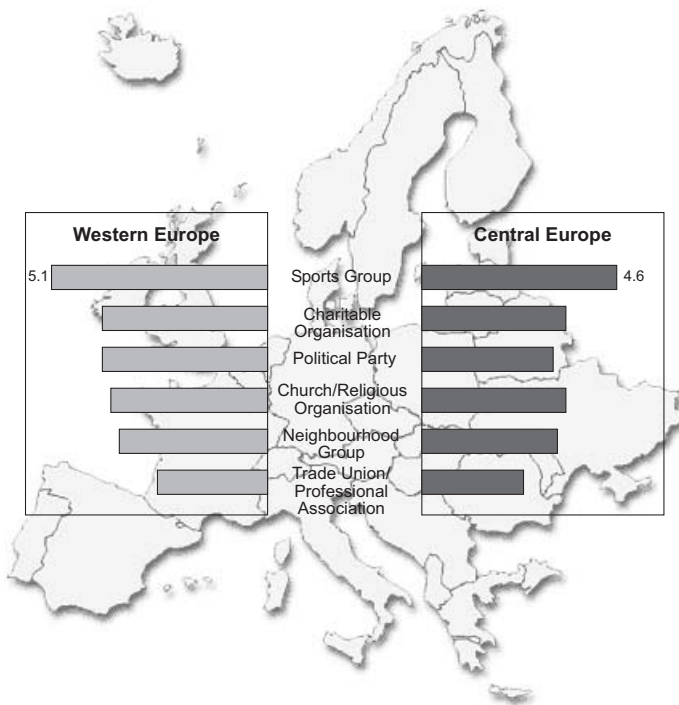 Western Europe
Central Europe
5.1
Sports Group
4.6
Charitable
Organisation
Political Party
Church/Religious
Organisation
Neighbourhood
Group
Trade Union/
Professional
Association